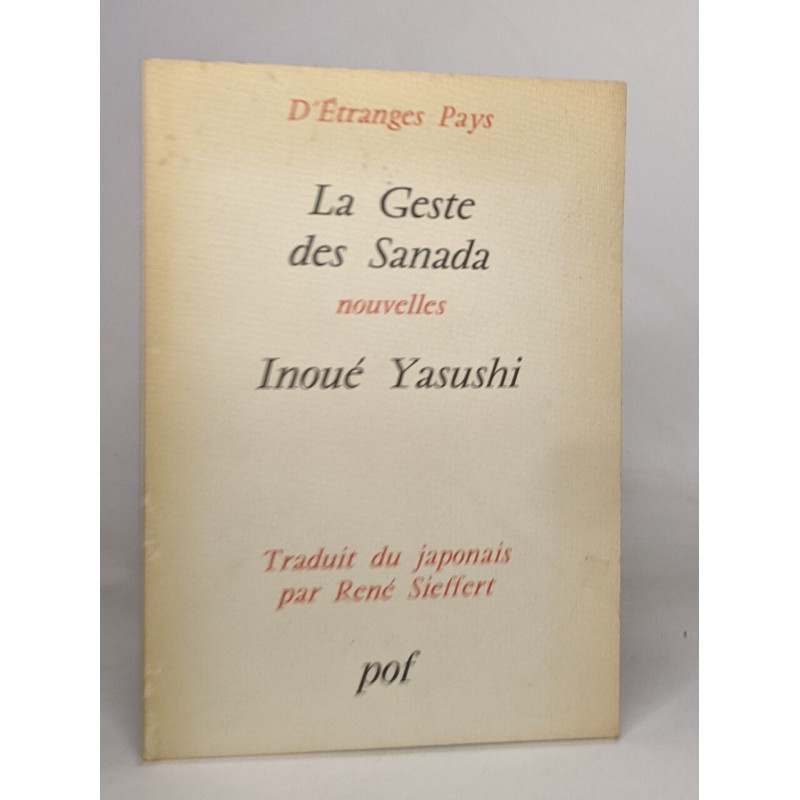 D'Étranges Pays
La Geste
des Sanada
nouvelles
Inoué Yasushi
Traduit du japonais
par René Sieffert
pof